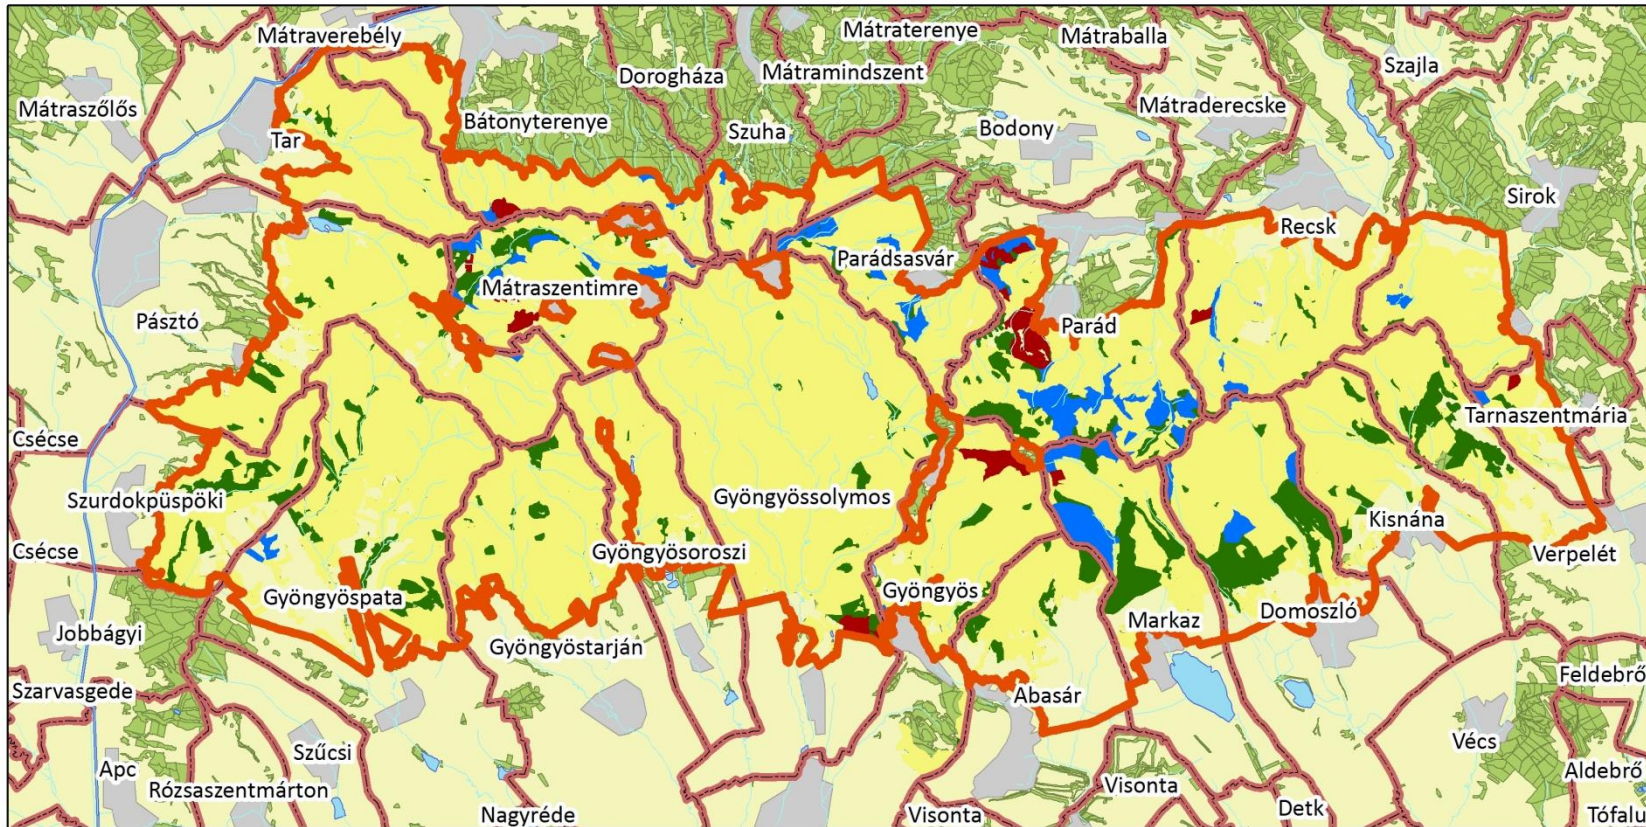 Mátraverebély
Mátraterenye
Mátraballa
Dorogháza
Mátramindszent
Szajla
Mátraszőlős
Mátraderecske
Bátonyterenye
Tar
Szuha
Bodony
Sirok
Recsk
Parádsasvár
Mátraszentimre
Pásztó
Parád
Tarnaszentmária
Csécse
Szurdokpüspöki
Gyöngyössolymos
Kisnána
Csécse
Gyöngyösoroszi
Verpelét
Gyöngyöspata
Gyöngyös
Domoszló
Markaz
Jobbágyi
Gyöngyöstarján
Feldebrő
Szarvasgede
Abasár
Vécs
Szűcsi
Apc
Aldebrő
Rózsaszentmárton
Visonta
Detk
Nagyréde
Visonta
Tófalu